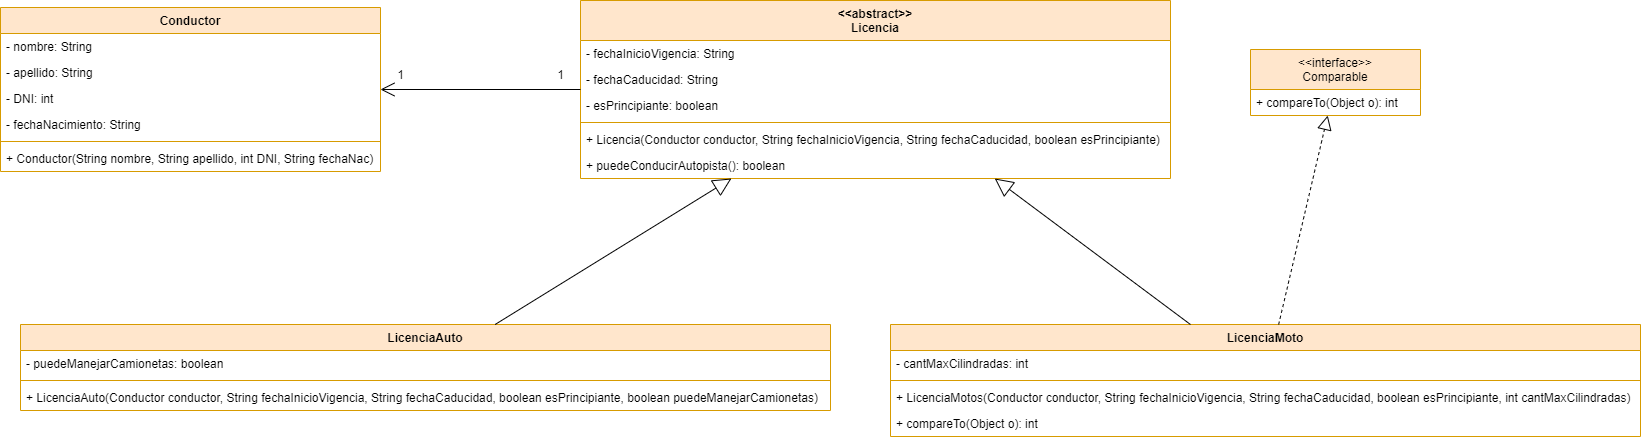 Conductor
- nombre: String
- apellido: String
- DNI: int
- fechaNacimiento: String
+ Conductor(String nombre, String apellido, int DNI, String fechaNac)
1
1
<<abstract>>
Licencia
- fechaInicioVigencia: String
- fechaCaducidad: String
- esPrincipiante: boolean
+ Licencia(Conductor conductor, String fechaInicioVigencia, String fechaCaducidad, boolean esPrincipiante)
+ puedeConducirAutopista(): boolean
<<interface>>
Comparable
+ compareTo(Object o): int
LicenciaAuto
- puedeManejarCamionetas: boolean
+ LicenciaAuto(Conductor conductor, String fechaInicioVigencia, String fechaCaducidad, boolean esPrincipiante, boolean puedeManejarCamionetas)
LicenciaMoto
- cantMaxCilindradas: int
+ LicenciaMotos(Conductor conductor, String fechaInicioVigencia, String fechaCaducidad, boolean esPrincipiante, int cantMaxCilindradas)
+ compareTo(Object o): int